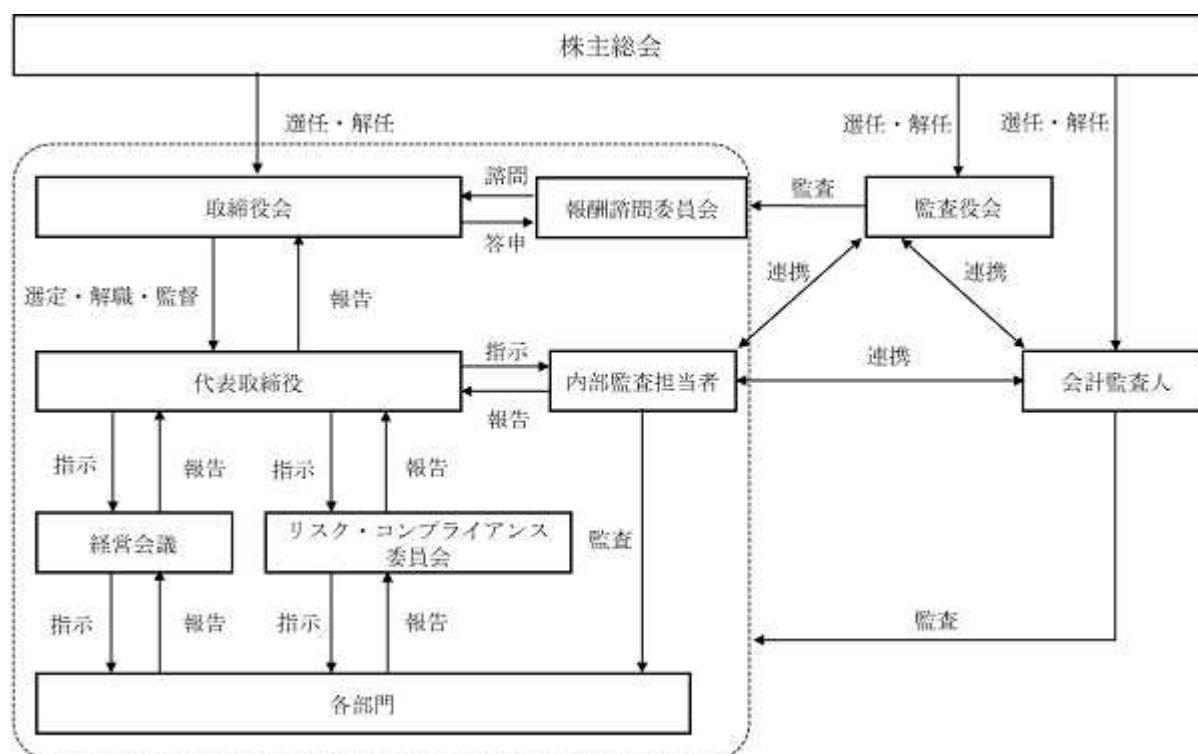 株主総会
選任・解任
選任・解任
選任・解任
諮問
取締役会
報酬諮問委員会
監査
監査役会
答申
選定・解職・監督
報告
連携
連携
指示
連携
代表取締役
内部監査担当者
会計監査人
報告
指示
報告
指示
報告
経営会議
リスク・コンプライアンス
委員会
監査
指示
報告
指示
報告
監査
各部門